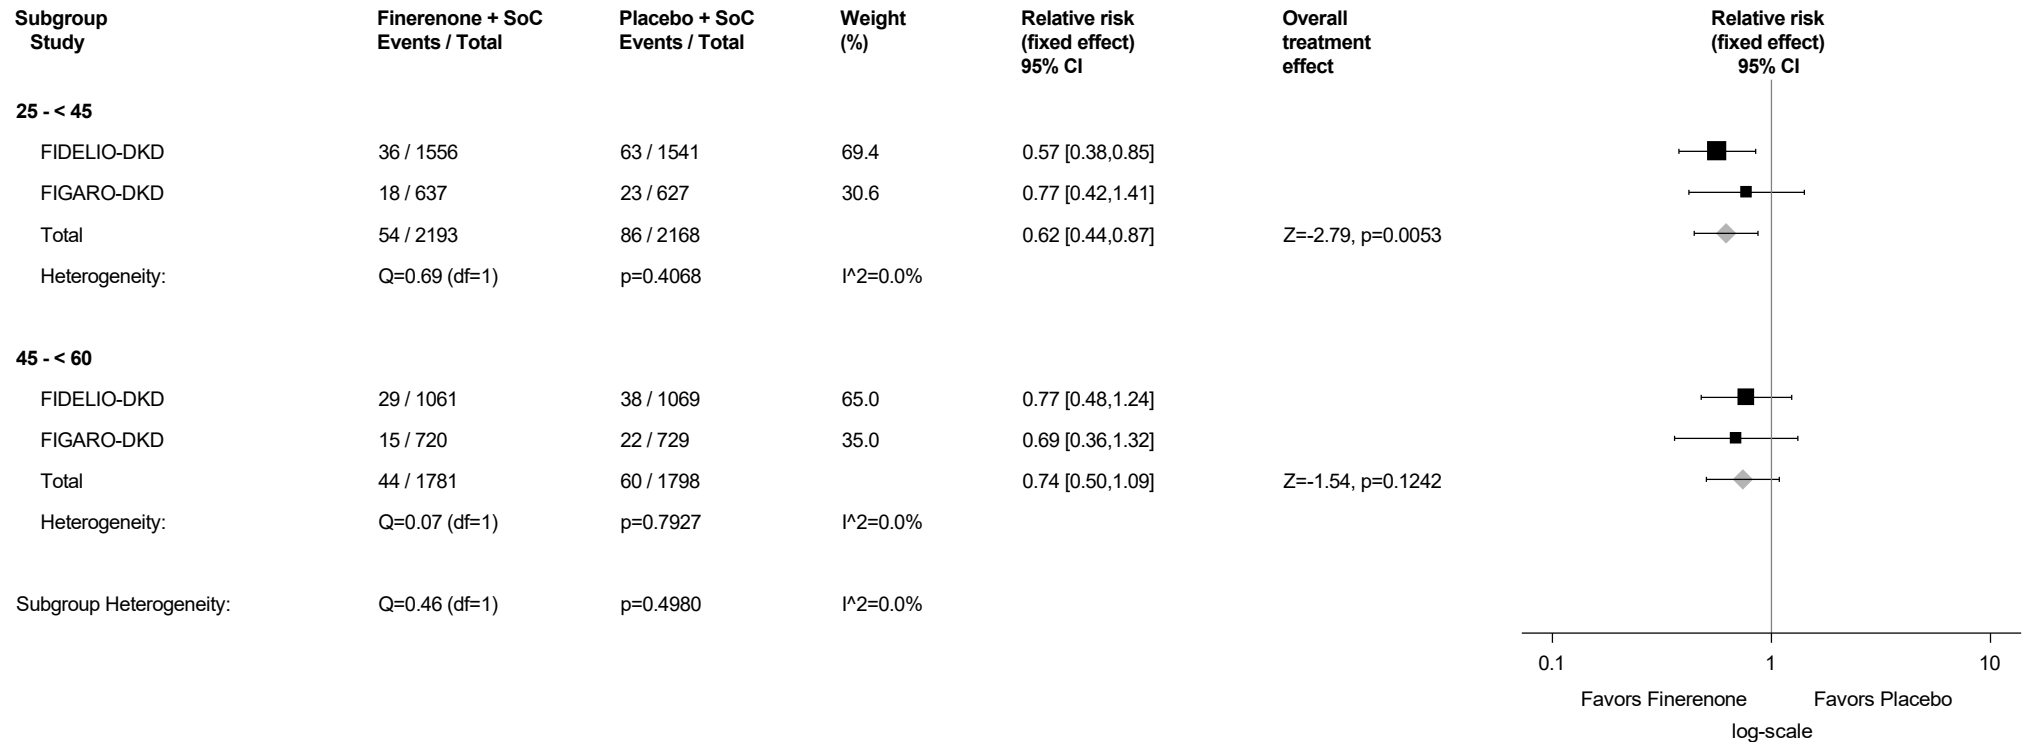 Subgroup Finerenone + SoC Placebo + SoC Weight Relative risk Overall Relative risk
Study Events / Total Events / Total (%) (fixed effect) treatment (fixed effect)
95% CI effect 95% CI
25 - < 45
FIDELIO-DKD 36 / 1556 63 / 1541 69.4 0.57 [0.38,0.85]
FIGARO-DKD 18 / 637 23 / 627 30.6 0.77 [0.42,1.41]
Total 54 / 2193 86 / 2168 0.62 [0.44,0.87] Z=-2.79, p=0.0053
Heterogeneity: Q=0.69 (df=1) p=0.4068 I^2=0.0%
45 - < 60
FIDELIO-DKD 29 / 1061 38 / 1069 65.0 0.77 [0.48,1.24]
FIGARO-DKD 15 / 720 22 / 729 35.0 0.69 [0.36,1.32]
Total 44 / 1781 60 / 1798 0.74 [0.50,1.09] Z=-1.54, p=0.1242
Heterogeneity: Q=0.07 (df=1) p=0.7927 I^2=0.0%
Subgroup Heterogeneity: Q=0.46 (df=1) p=0.4980 I^2=0.0%
0.1 1 10
Favors Finerenone Favors Placebo
log-scale